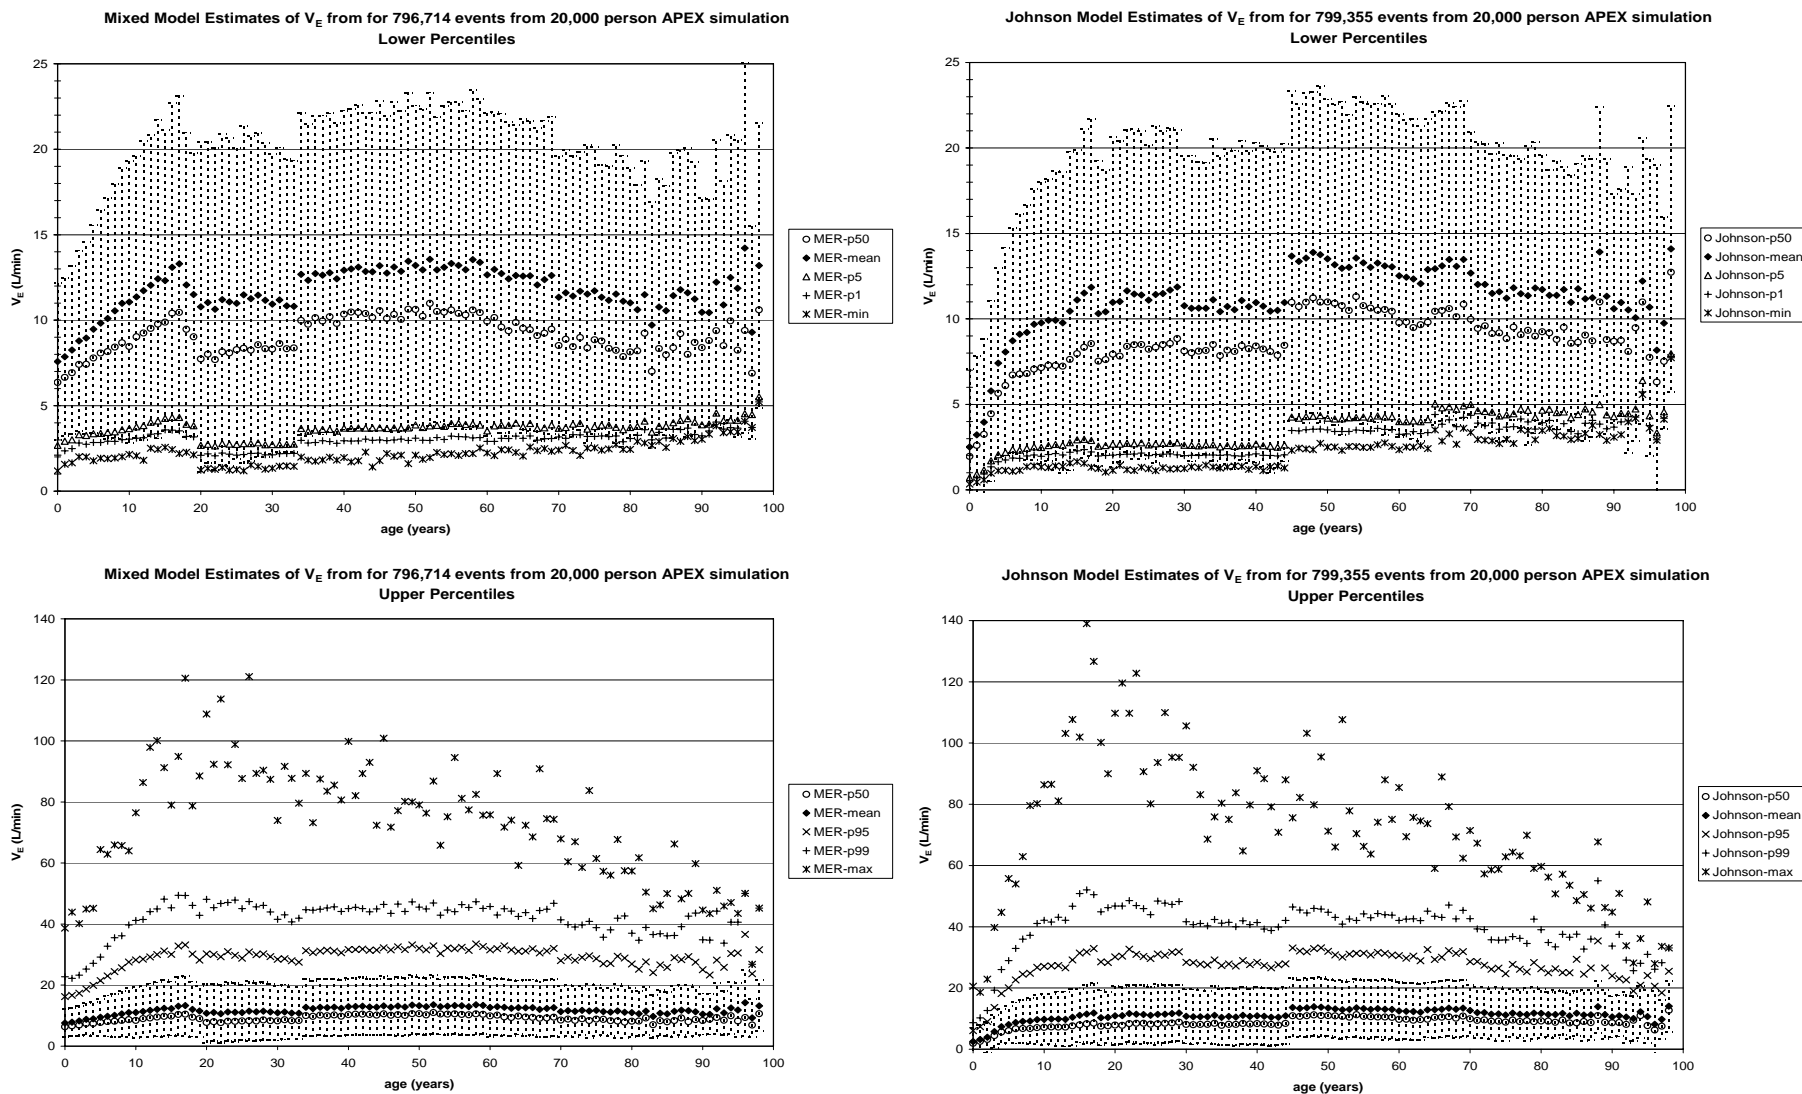 Mixed Model Estimates of VE from for 796,714 events from 20,000 person APEX simulation
Lower Percentiles
25
20
15
10
5
0
VE (L/min)
0 10 20 30 40 50 60 70 80 90 100
age (years)
MER-p50
MER-mean
MER-p5
MER-p1
MER-min
Johnson Model Estimates of VE from for 799,355 events from 20,000 person APEX simulation
Lower Percentiles
25
20
15
10
5
0
VE (L/min)
0 10 20 30 40 50 60 70 80 90 100
age (years)
Johnson-p50
Johnson-mean
Johnson-p5
Johnson-p1
Johnson-min
Mixed Model Estimates of VE from for 796,714 events from 20,000 person APEX simulation
Upper Percentiles
140
120
100
80
60
40
20
0
VE (L/min)
0 10 20 30 40 50 60 70 80 90 100
age (years)
MER-p50
MER-mean
MER-p95
MER-p99
MER-max
Johnson Model Estimates of VE from for 799,355 events from 20,000 person APEX simulation
Upper Percentiles
140
120
100
80
60
40
20
0
VE (L/min)
0 10 20 30 40 50 60 70 80 90 100
age (years)
Johnson-p50
Johnson-mean
Johnson-p95
Johnson-p99
Johnson-max